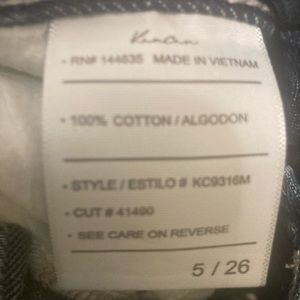 KanCan
• RN# 144635 MADE IN VIETNAM
• 100% COTTON / ALGODON
• STYLE / ESTILO # KC9316M
• CUT # 41490
• SEE CARE ON REVERSE
5 / 26